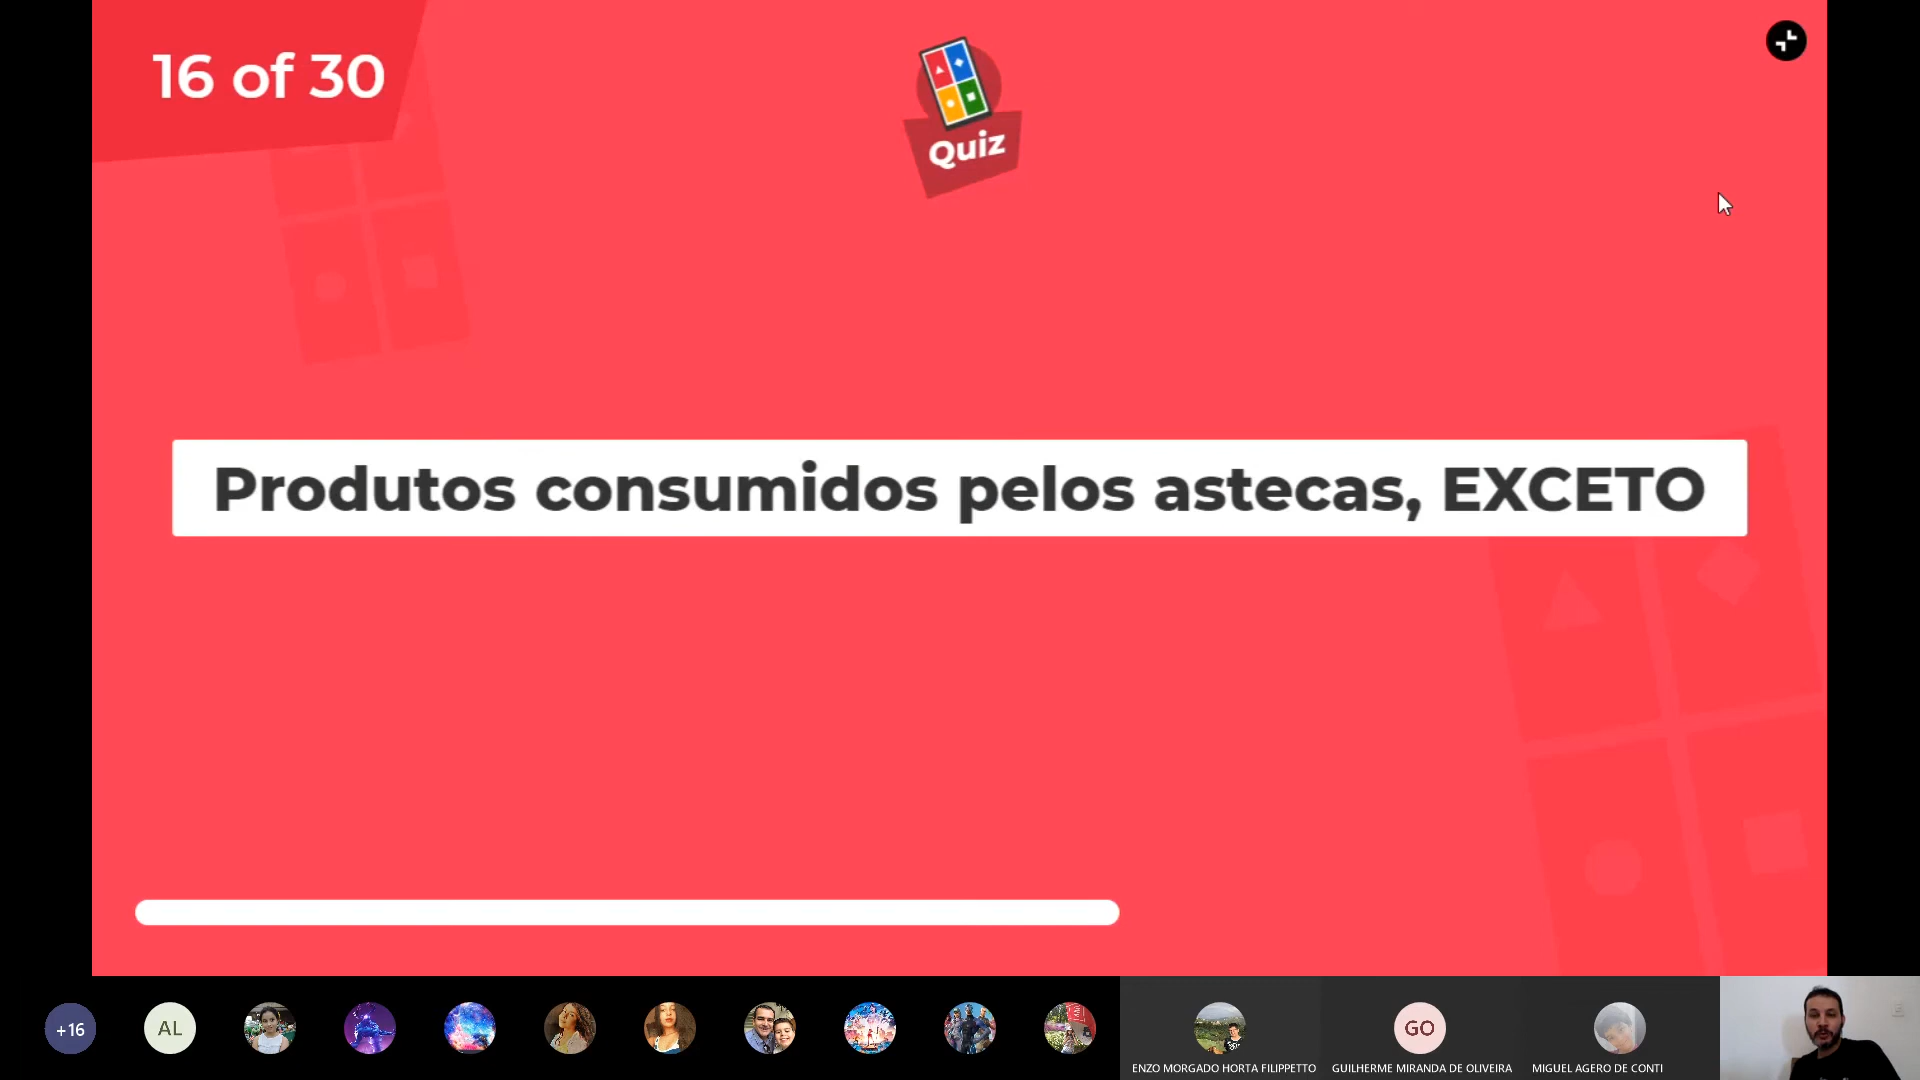 16 of 30
Quiz
Produtos consumidos pelos astecas, EXCETO
+16
AL
GO
ENZO MORGADO HORTA FILIPPETTO
GUILHERME MIRANDA DE OLIVEIRA
MIGUEL AGERO DE CONTI